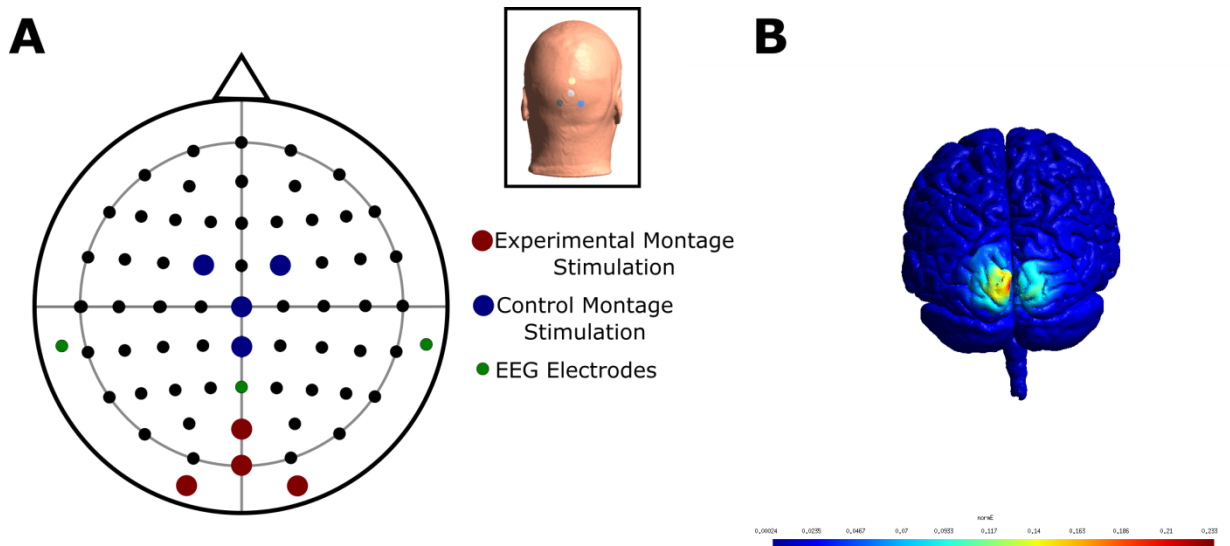 A
B
Experimental Montage
Stimulation
Control Montage
Stimulation
EEG Electrodes
normE
0.00024 0.0235 0.0467 0.07 0.0933 0.117 0.14 0.163 0.186 0.21 0.233